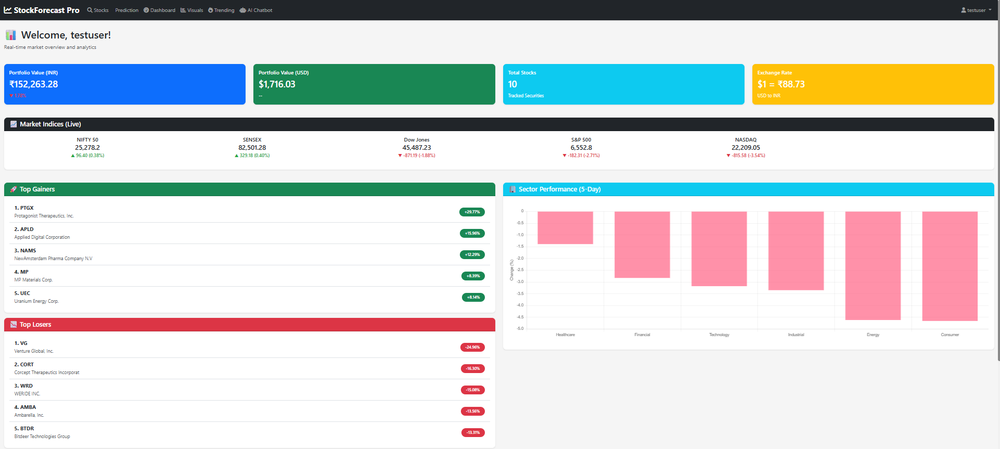 StockForecast Pro Stocks Prediction Dashboard Visuals Trending AI Chatbot testuser
Welcome, testuser!
Real-time market overview and analytics
Portfolio Value (INR)
₹152,263.28
▼ 1.73%
Portfolio Value (USD)
$1,716.03
--
Total Stocks
10
Tracked Securities
Exchange Rate
$1 = ₹88.73
USD to INR
Market Indices (Live)
NIFTY 50
25,278.2
▲ 96.40 (0.38%)
SENSEX
82,501.28
▲ 329.18 (0.40%)
Dow Jones
45,487.23
▼ -871.19 (-1.88%)
S&P 500
6,552.8
▼ -182.31 (-2.71%)
NASDAQ
22,209.05
▼ -815.58 (-3.54%)
Top Gainers
1. PTGX
Protagonist Therapeutics, Inc.
+29.77%
2. APLD
Applied Digital Corporation
+15.96%
3. NAMS
NewAmsterdam Pharma Company N.V
+12.29%
4. MP
MP Materials Corp.
+8.39%
5. UEC
Uranium Energy Corp.
+8.14%
Top Losers
1. VG
Venture Global, Inc.
-24.96%
2. CORT
Corcept Therapeutics Incorporat
-16.30%
3. WRD
WERIDE INC.
-15.08%
4. AMBA
Ambarella, Inc.
-13.56%
5. BTDR
Bitdeer Technologies Group
-13.31%
Sector Performance (5-Day)
Change (%)
0
-0.5
-1.0
-1.5
-2.0
-2.5
-3.0
-3.5
-4.0
-4.5
-5.0
Healthcare Financial Technology Industrial Energy Consumer